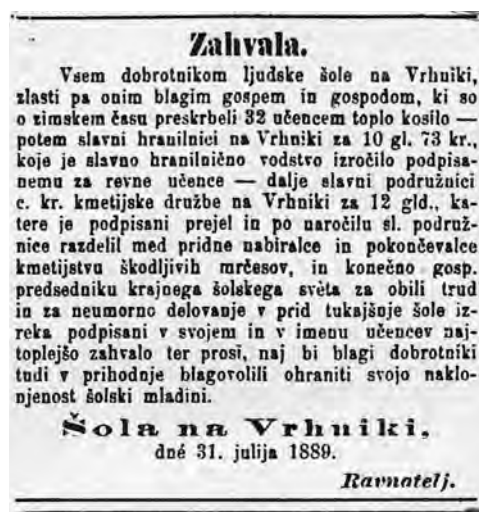 Zahvala.
Vsem dobrotnikom ljudske šole na Vrhniki,
zlasti pa onim blagim gospem in gospodom, ki so
o zimskem času preskrbeli 32 učencem toplo kosilo —
potem slavni hranilnici na Vrhniki za 10 gl. 73 kr.,
koje je slavno hranilnično vodstvo izročilo podpisa-
nemu za revne učence — dalje slavni podružnici
c. kr. kmetijske družbe na Vrhniki za 12 gld., ka-
tere je podpisani prejel in po naročilu sl. podruž-
nice razdelil med pridne nabiralce in pokončevalce
kmetijstvu škodljivih mrčesov, in konečno gosp.
predsedniku krajnega šolskega svèta za obili trud
in za neumorno delovanje v prid tukajšnje šole iz-
reka podpisani v svojem in v imenu učencev naj-
toplejšo zahvalo ter prosi, naj bi blagi dobrotniki
tudi v prihodnje blagovolili ohraniti svojo naklo-
njenost šolski mladini.
Šola na Vrhniki,
dné 31. julija 1889.
Ravnatelj.